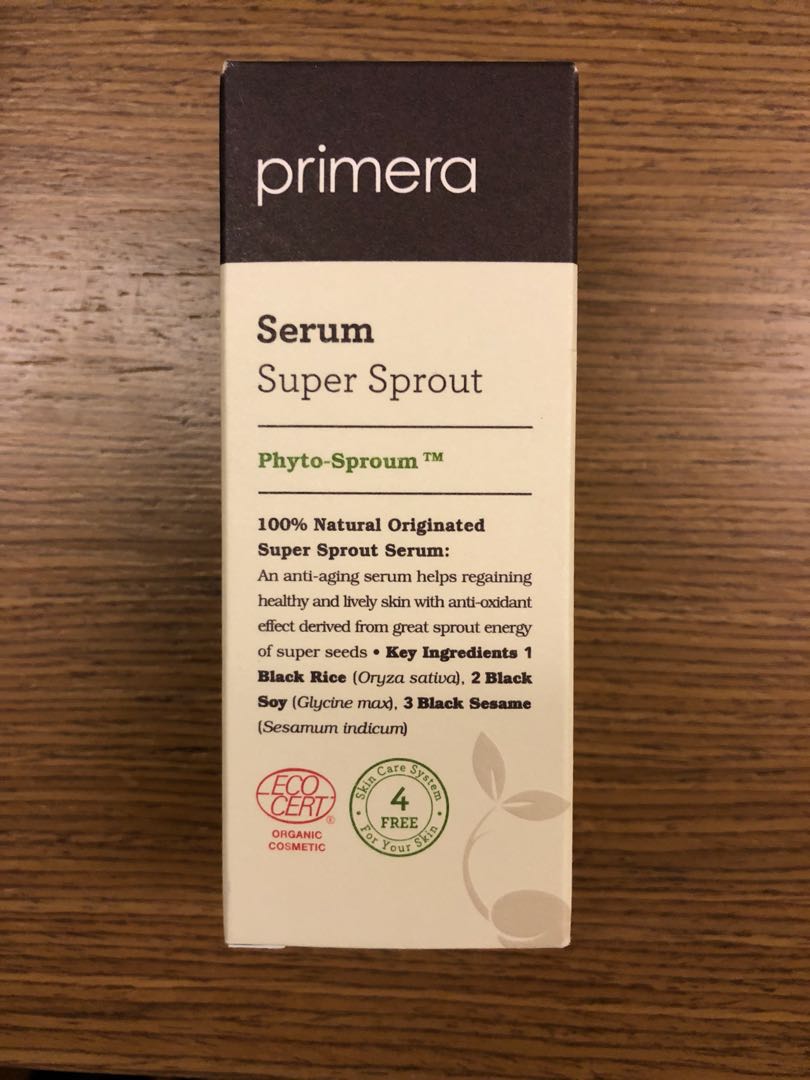 primera
Serum
Super Sprout
Phyto-Sproum™
100% Natural Originated
Super Sprout Serum:
An anti-aging serum helps regaining
healthy and lively skin with anti-oxidant
effect derived from great sprout energy
of super seeds • Key Ingredients 1
Black Rice (Oryza sativa), 2 Black
Soy (Glycine max), 3 Black Sesame
(Sesamum indicum)
ECO
CERT®
ORGANIC
COSMETIC
Skin Care System
4
FREE
For Your Skin